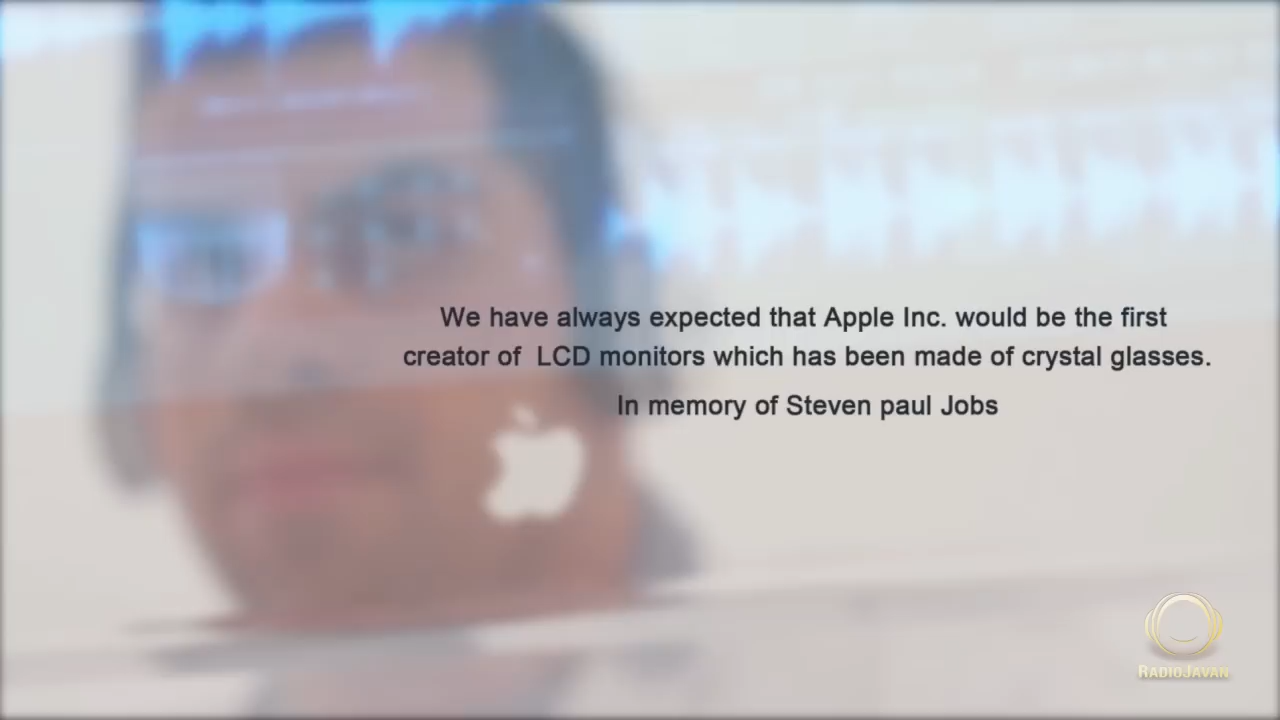 We have always expected that Apple Inc. would be the first
creator of  LCD monitors which has been made of crystal glasses.
In memory of Steven paul Jobs
RADIOJAVAN